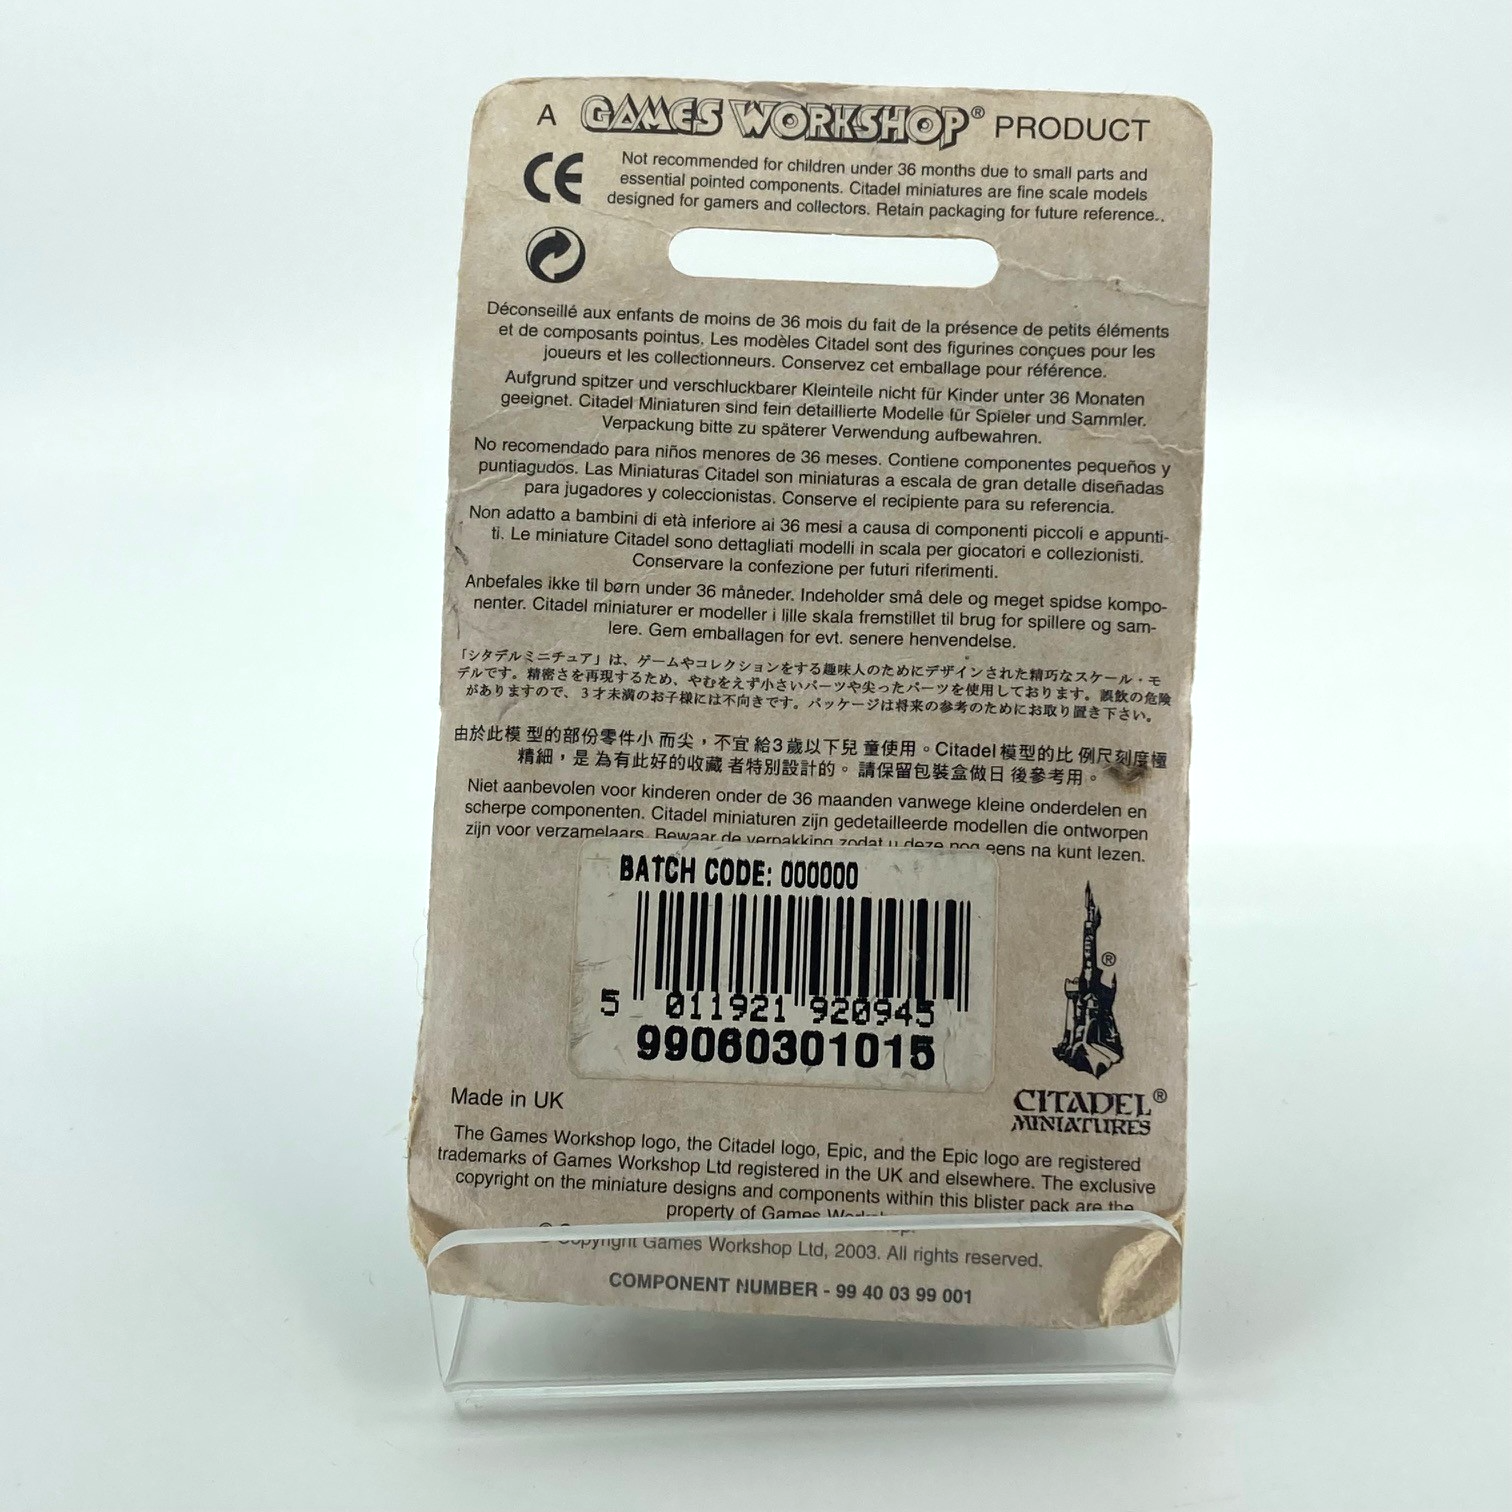 A GAMES WORKSHOP® PRODUCT
CE
Not recommended for children under 36 months due to small parts and
essential pointed components. Citadel miniatures are fine scale models
designed for gamers and collectors. Retain packaging for future reference..
Déconseillé aux enfants de moins de 36 mois du fait de la présence de petits éléments
et de composants pointus. Les modèles Citadel sont des figurines conçues pour les
joueurs et les collectionneurs. Conservez cet emballage pour référence.
Aufgrund spitzer und verschluckbarer Kleinteile nicht für Kinder unter 36 Monaten
geeignet. Citadel Miniaturen sind fein detaillierte Modelle für Spieler und Sammler.
Verpackung bitte zu späterer Verwendung aufbewahren.
No recomendado para niños menores de 36 meses. Contiene componentes pequeños y
puntiagudos. Las Miniaturas Citadel son miniaturas a escala de gran detalle diseñadas
para jugadores y coleccionistas. Conserve el recipiente para su referencia.
Non adatto a bambini di età inferiore ai 36 mesi a causa di componenti piccoli e appunti-
ti. Le miniature Citadel sono dettagliati modelli in scala per giocatori e collezionisti.
Conservare la confezione per futuri riferimenti.
Anbefales ikke til børn under 36 måneder. Indeholder små dele og meget spidse kompo-
nenter. Citadel miniaturer er modeller i lille skala fremstillet til brug for spillere og sam-
lere. Gem emballagen for evt. senere henvendelse.
「シタデルミニチュア」は、ゲームやコレクションをする趣味人のためにデザインされた精巧なスケール・モ
デルです。精密さを再現するため、やむをえず小さいパーツや尖ったパーツを使用しております。誤飲の危険
がありますので、3才未満のお子様には不向きです。パッケージは将来の参考のためにお取り置き下さい。
由於此模型的部份零件小而尖，不宜給3歲以下兒童使用。Citadel模型的比例尺刻度極
精細，是為有此好的收藏者特別設計的。請保留包裝盒做日後參考用。
Niet aanbevolen voor kinderen onder de 36 maanden vanwege kleine onderdelen en
scherpe componenten. Citadel miniaturen zijn gedetailleerde modellen die ontworpen
zijn voor verzamelaars. Bewaar de verpakking zodat u deze nog eens na kunt lezen.
BATCH CODE: 000000
5 011921 920945
99060301015
®
CITADEL®
MINIATURES
Made in UK
The Games Workshop logo, the Citadel logo, Epic, and the Epic logo are registered
trademarks of Games Workshop Ltd registered in the UK and elsewhere. The exclusive
copyright on the miniature designs and components within this blister pack are the
property of Games Workshop.
© Copyright Games Workshop Ltd, 2003. All rights reserved.
COMPONENT NUMBER - 99 40 03 99 001